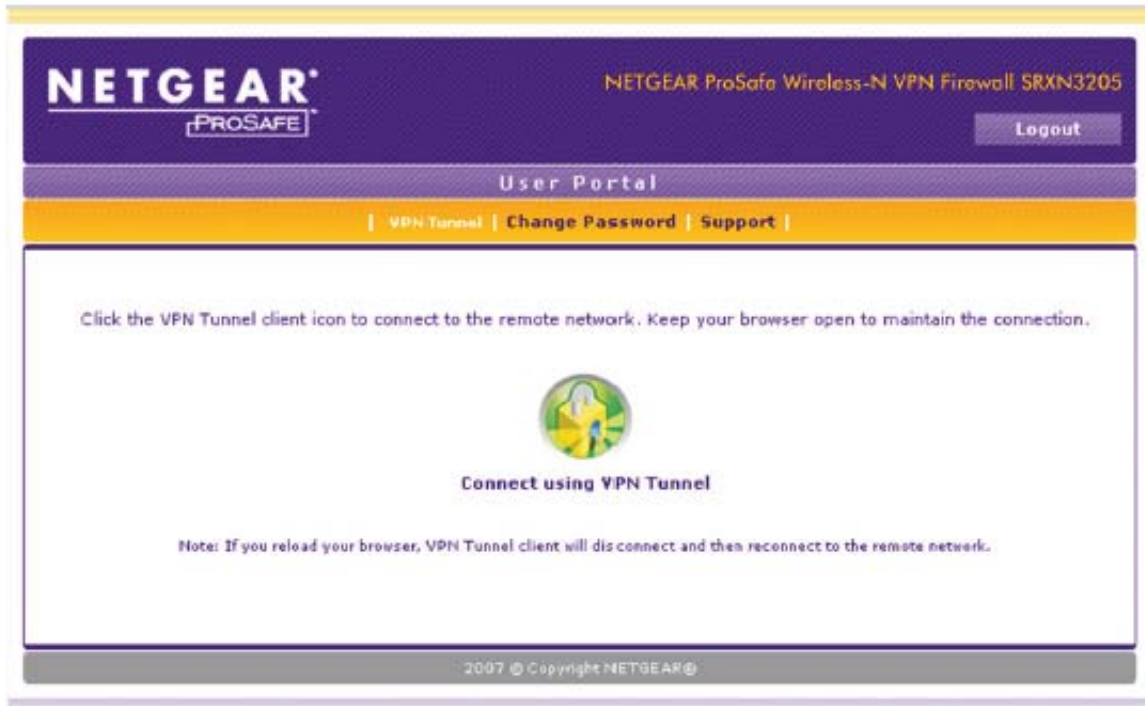 NETGEAR®
PROSAFE™
NETGEAR ProSafe Wireless-N VPN Firewall SRXN3205
Logout
User Portal
| VPN Tunnel | Change Password | Support |
Click the VPN Tunnel client icon to connect to the remote network. Keep your browser open to maintain the connection.
Connect using VPN Tunnel
Note: If you reload your browser, VPN Tunnel client will disconnect and then reconnect to the remote network.
2007 © Copyright NETGEAR®